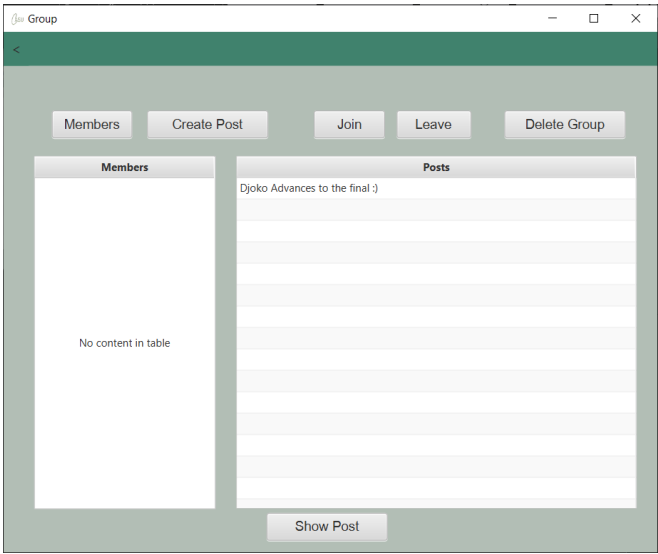 Group
<
Members Create Post Join Leave Delete Group
Members Posts
Djoko Advances to the final :)
No content in table
Show Post